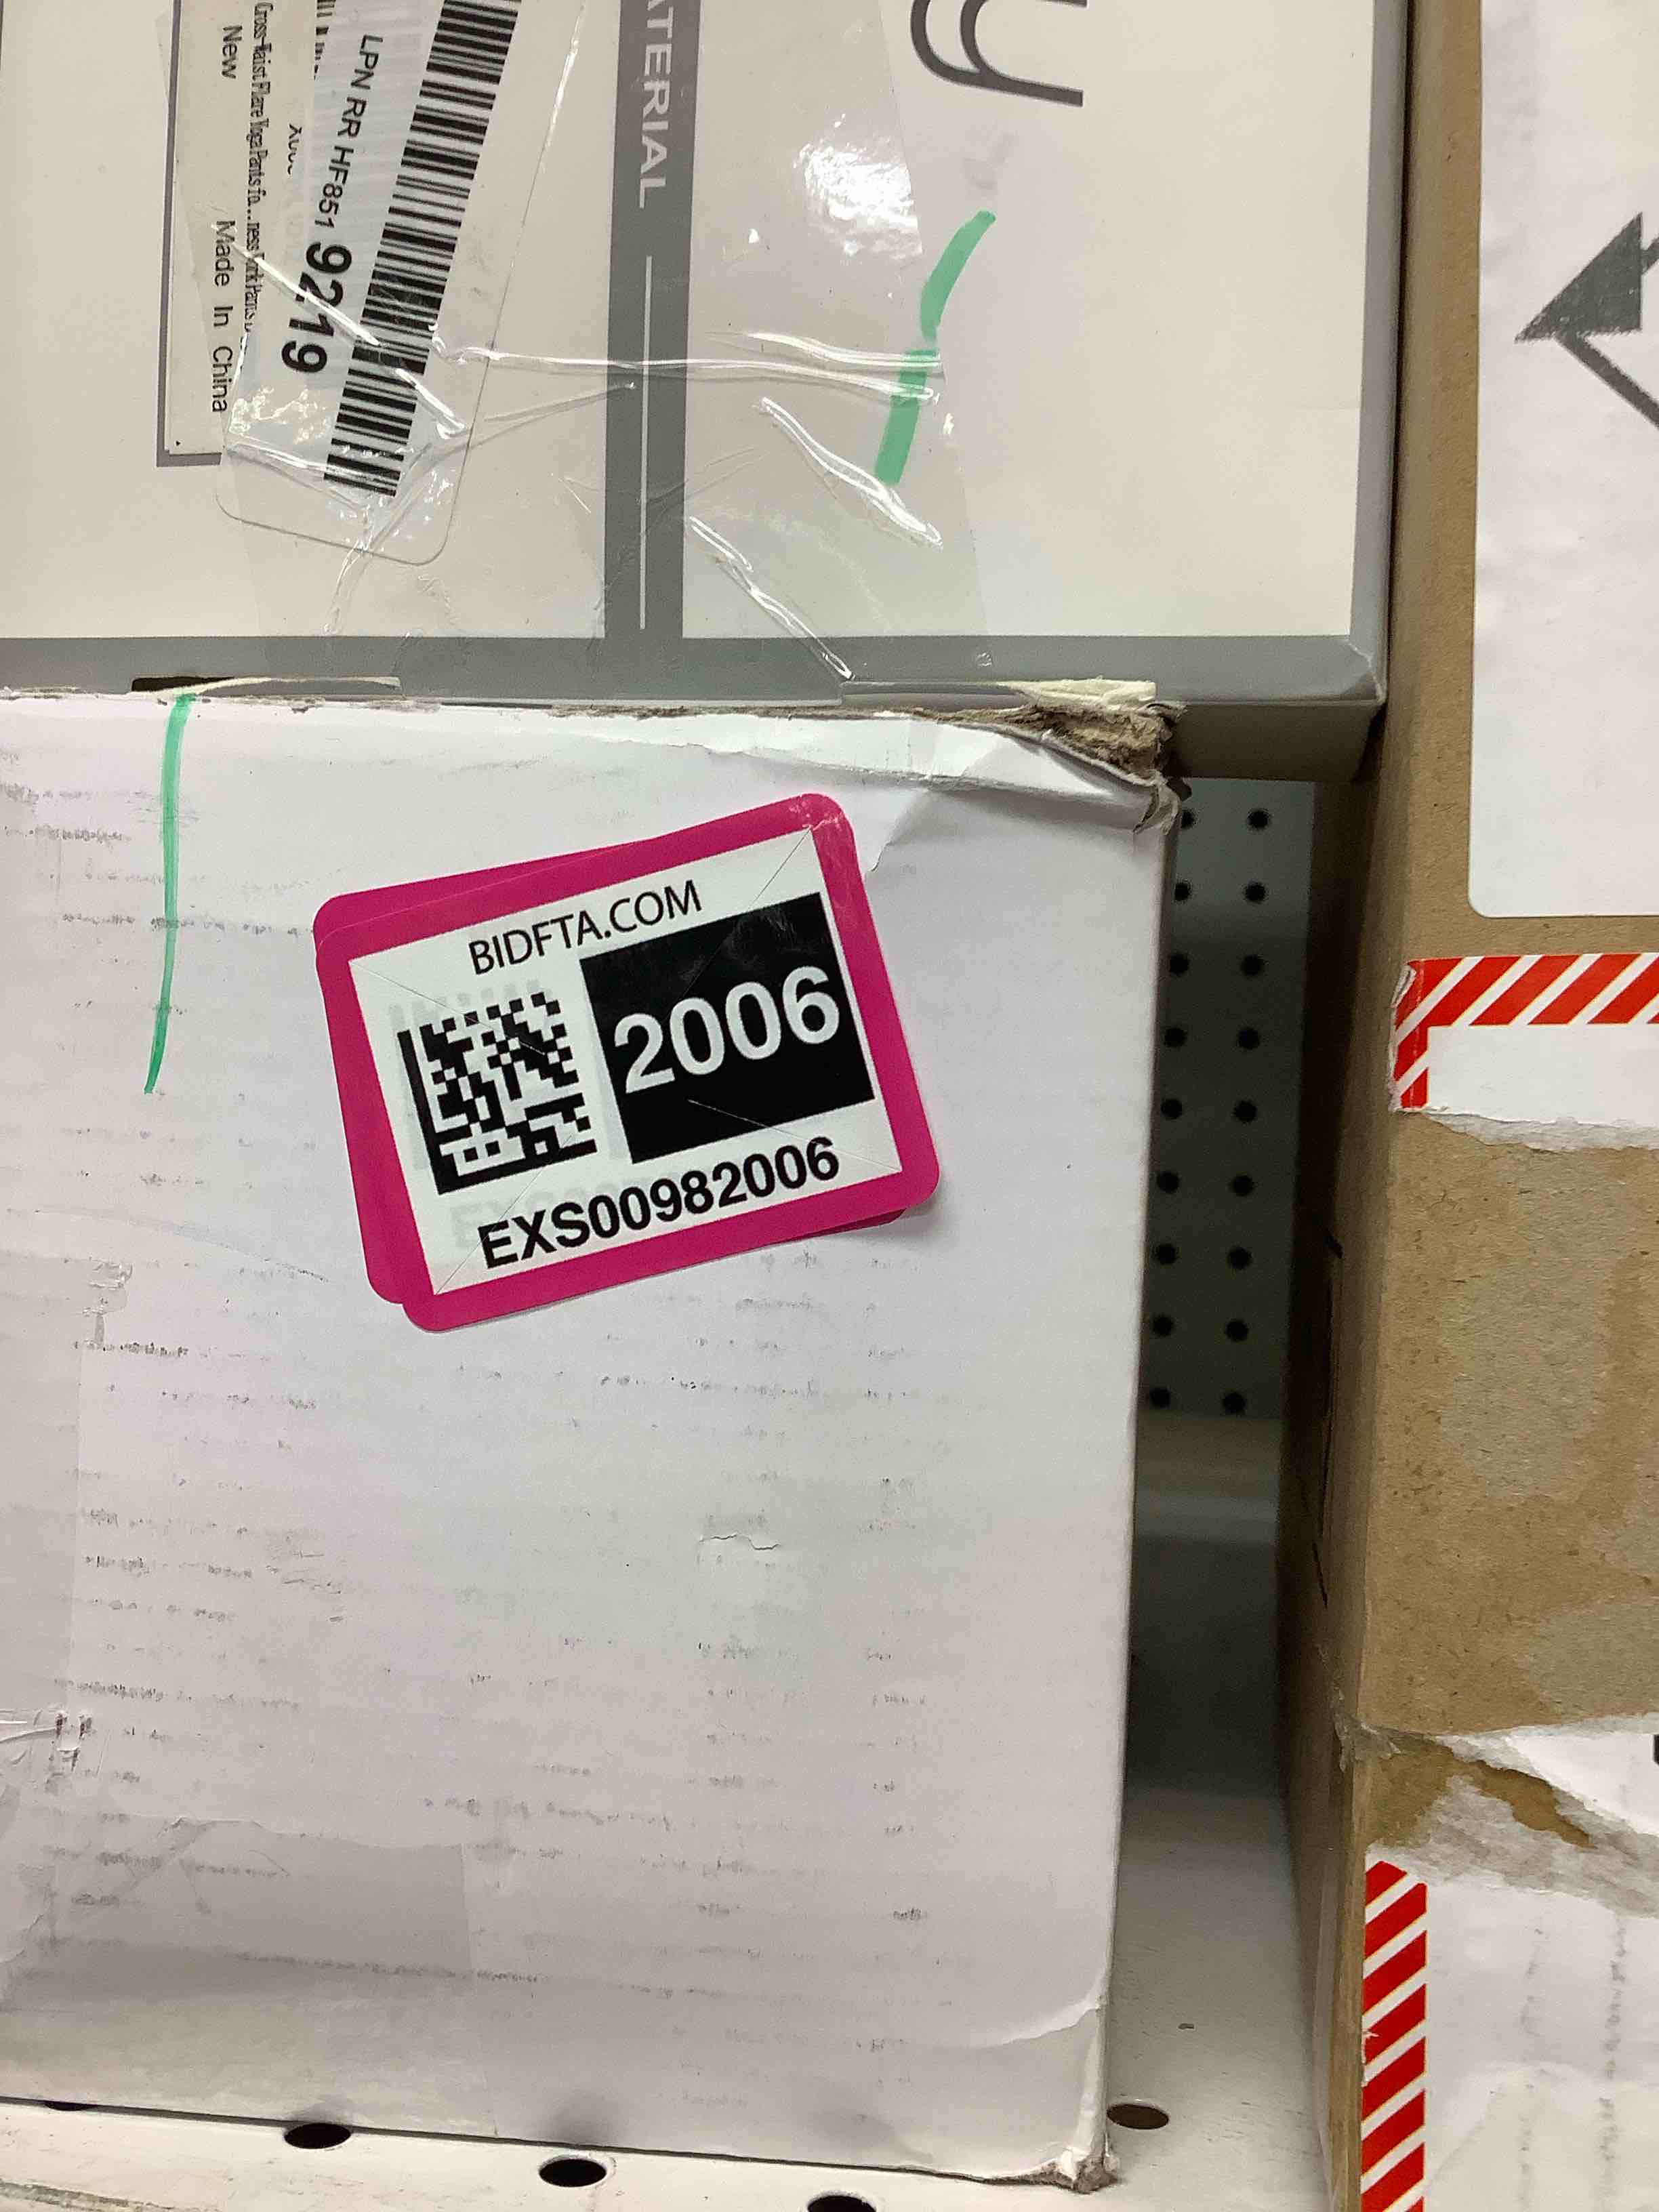 ATERIAL
y
LPN RR HF851 9219
New
Made In China
BIDFTA.COM
2006
EXS00982006